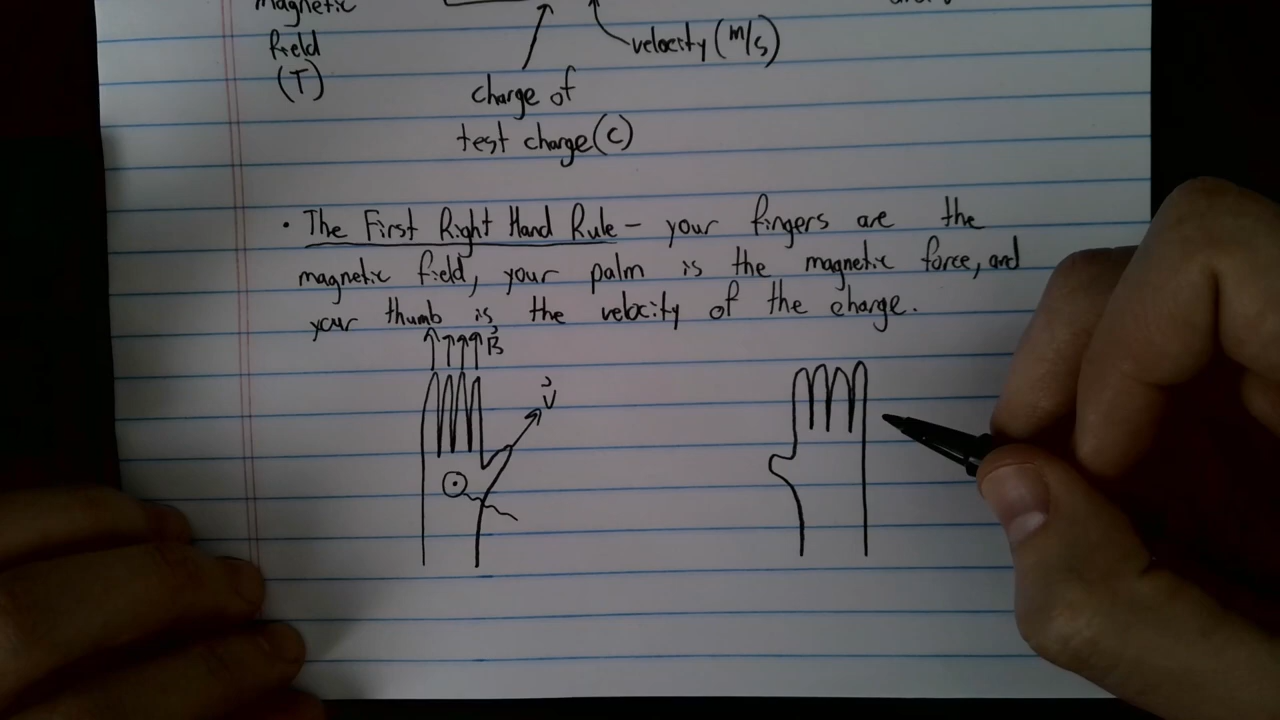 magnetic
field
(T)
velocity (m/s)
charge of
test charge (C)
• The First Right Hand Rule – your fingers are the
magnetic field, your palm is the magnetic force, and
your thumb is the velocity of the charge.
B
v